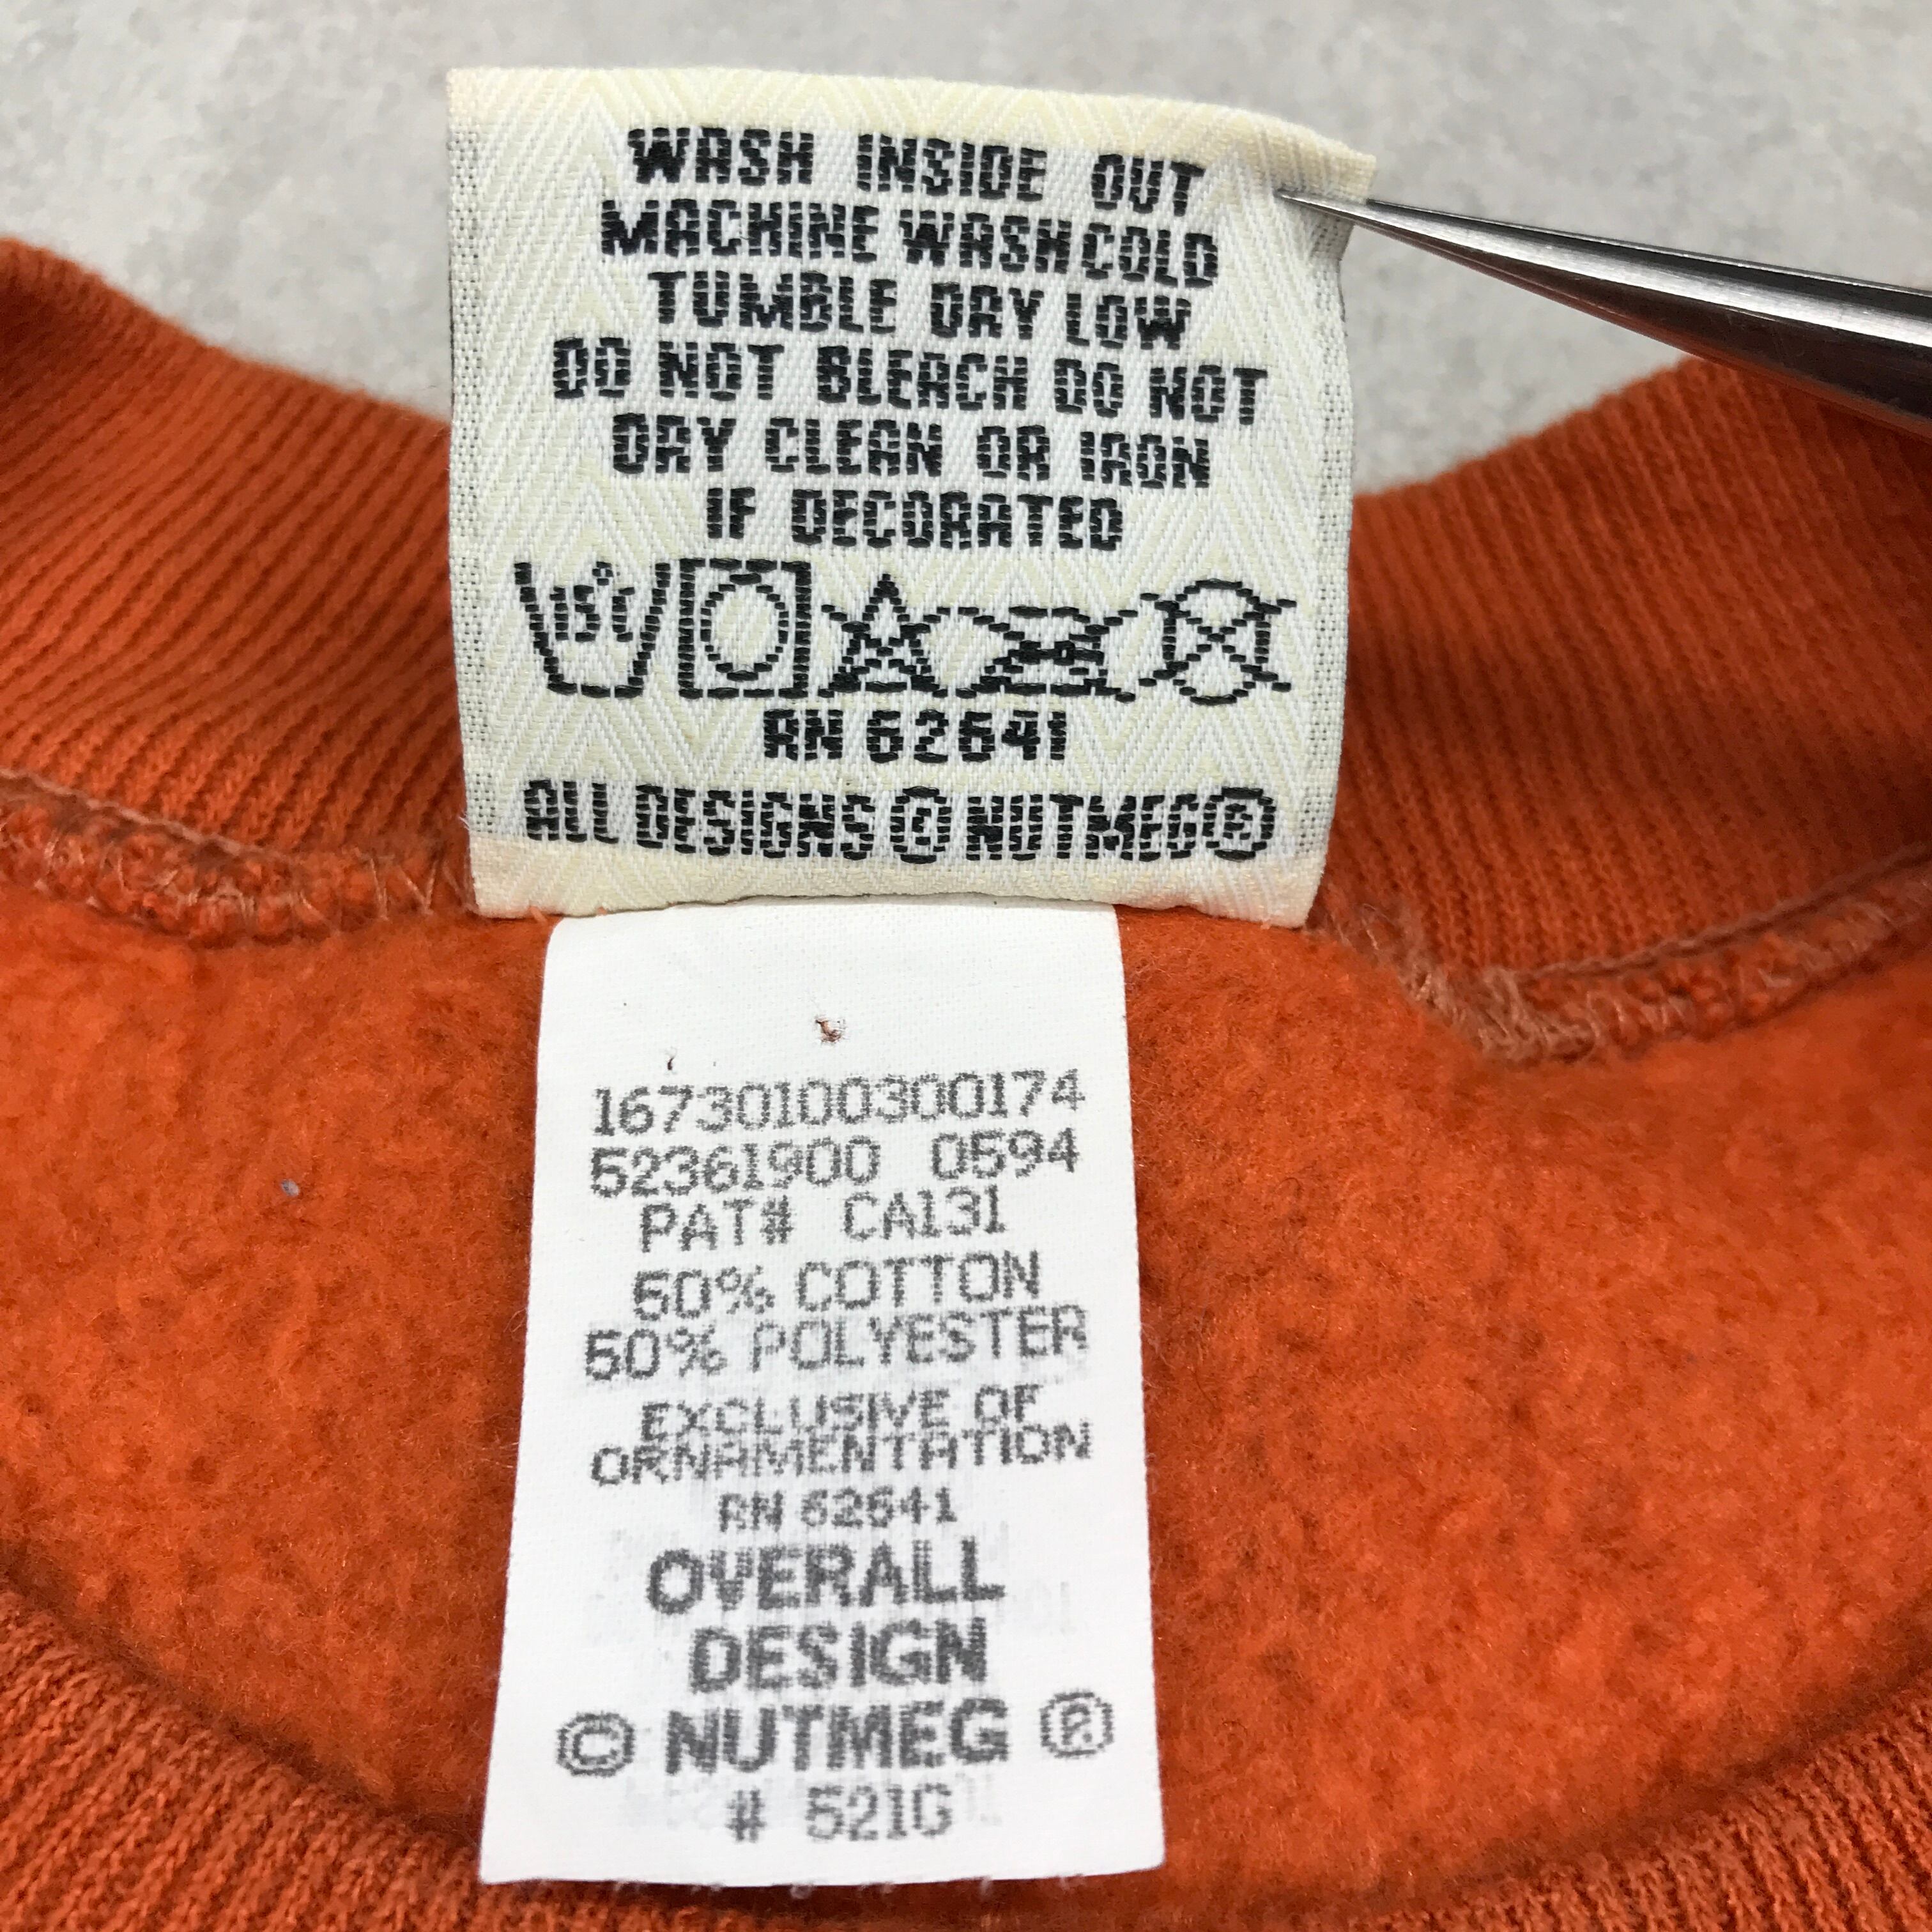 WASH INSIDE OUT
MACHINE WASH COLD
TUMBLE DRY LOW
DO NOT BLEACH DO NOT
DRY CLEAN OR IRON
IF DECORATED
15°C
RN 62641
ALL DESIGNS © NUTMEG ®
16730100300174
52361900 0594
PAT# CA131
50% COTTON
50% POLYESTER
EXCLUSIVE OF
ORNAMENTATION
RN 62641
OVERALL
DESIGN
© NUTMEG ®
# 521G